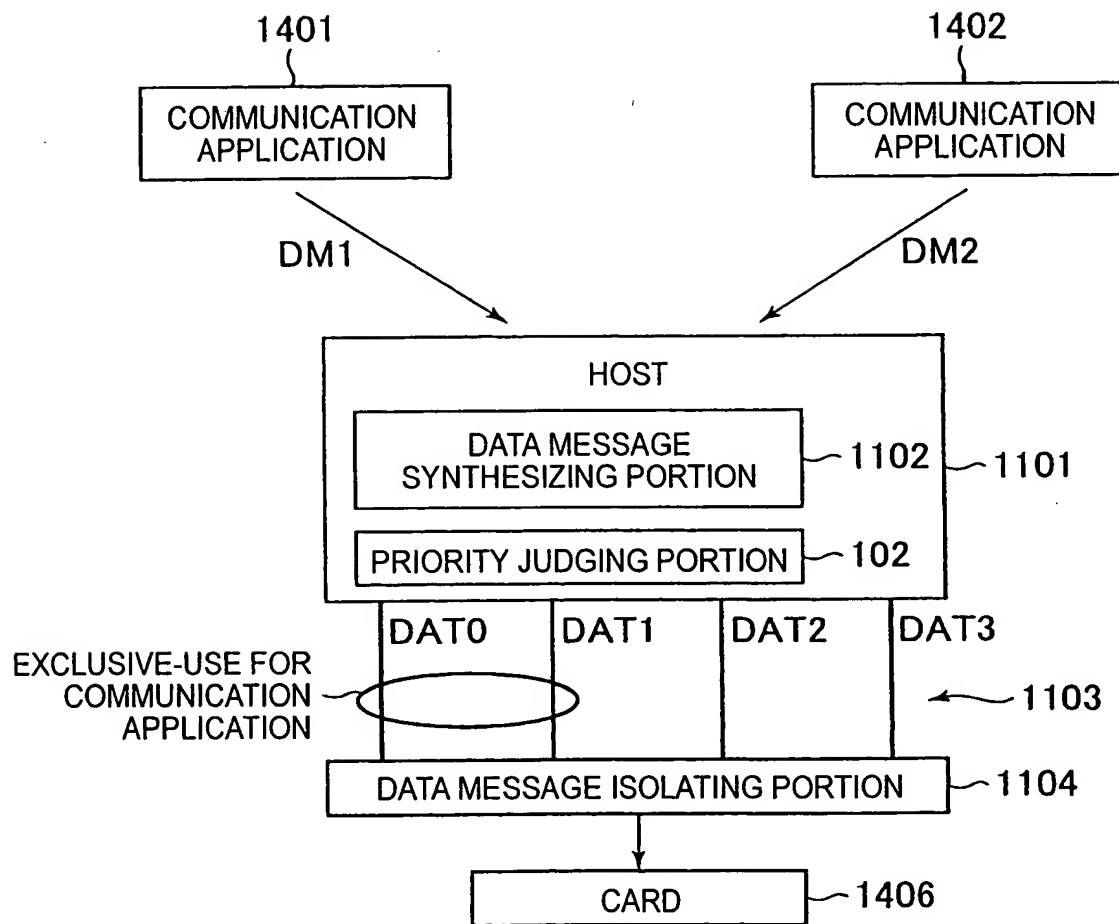 1401
1402
COMMUNICATION
APPLICATION
COMMUNICATION
APPLICATION
DM1
DM2
HOST
DATA MESSAGE
SYNTHESIZING PORTION
1102
1101
PRIORITY JUDGING PORTION
102
DAT0
DAT1
DAT2
DAT3
EXCLUSIVE-USE FOR
COMMUNICATION
APPLICATION
1103
DATA MESSAGE ISOLATING PORTION
1104
CARD
1406